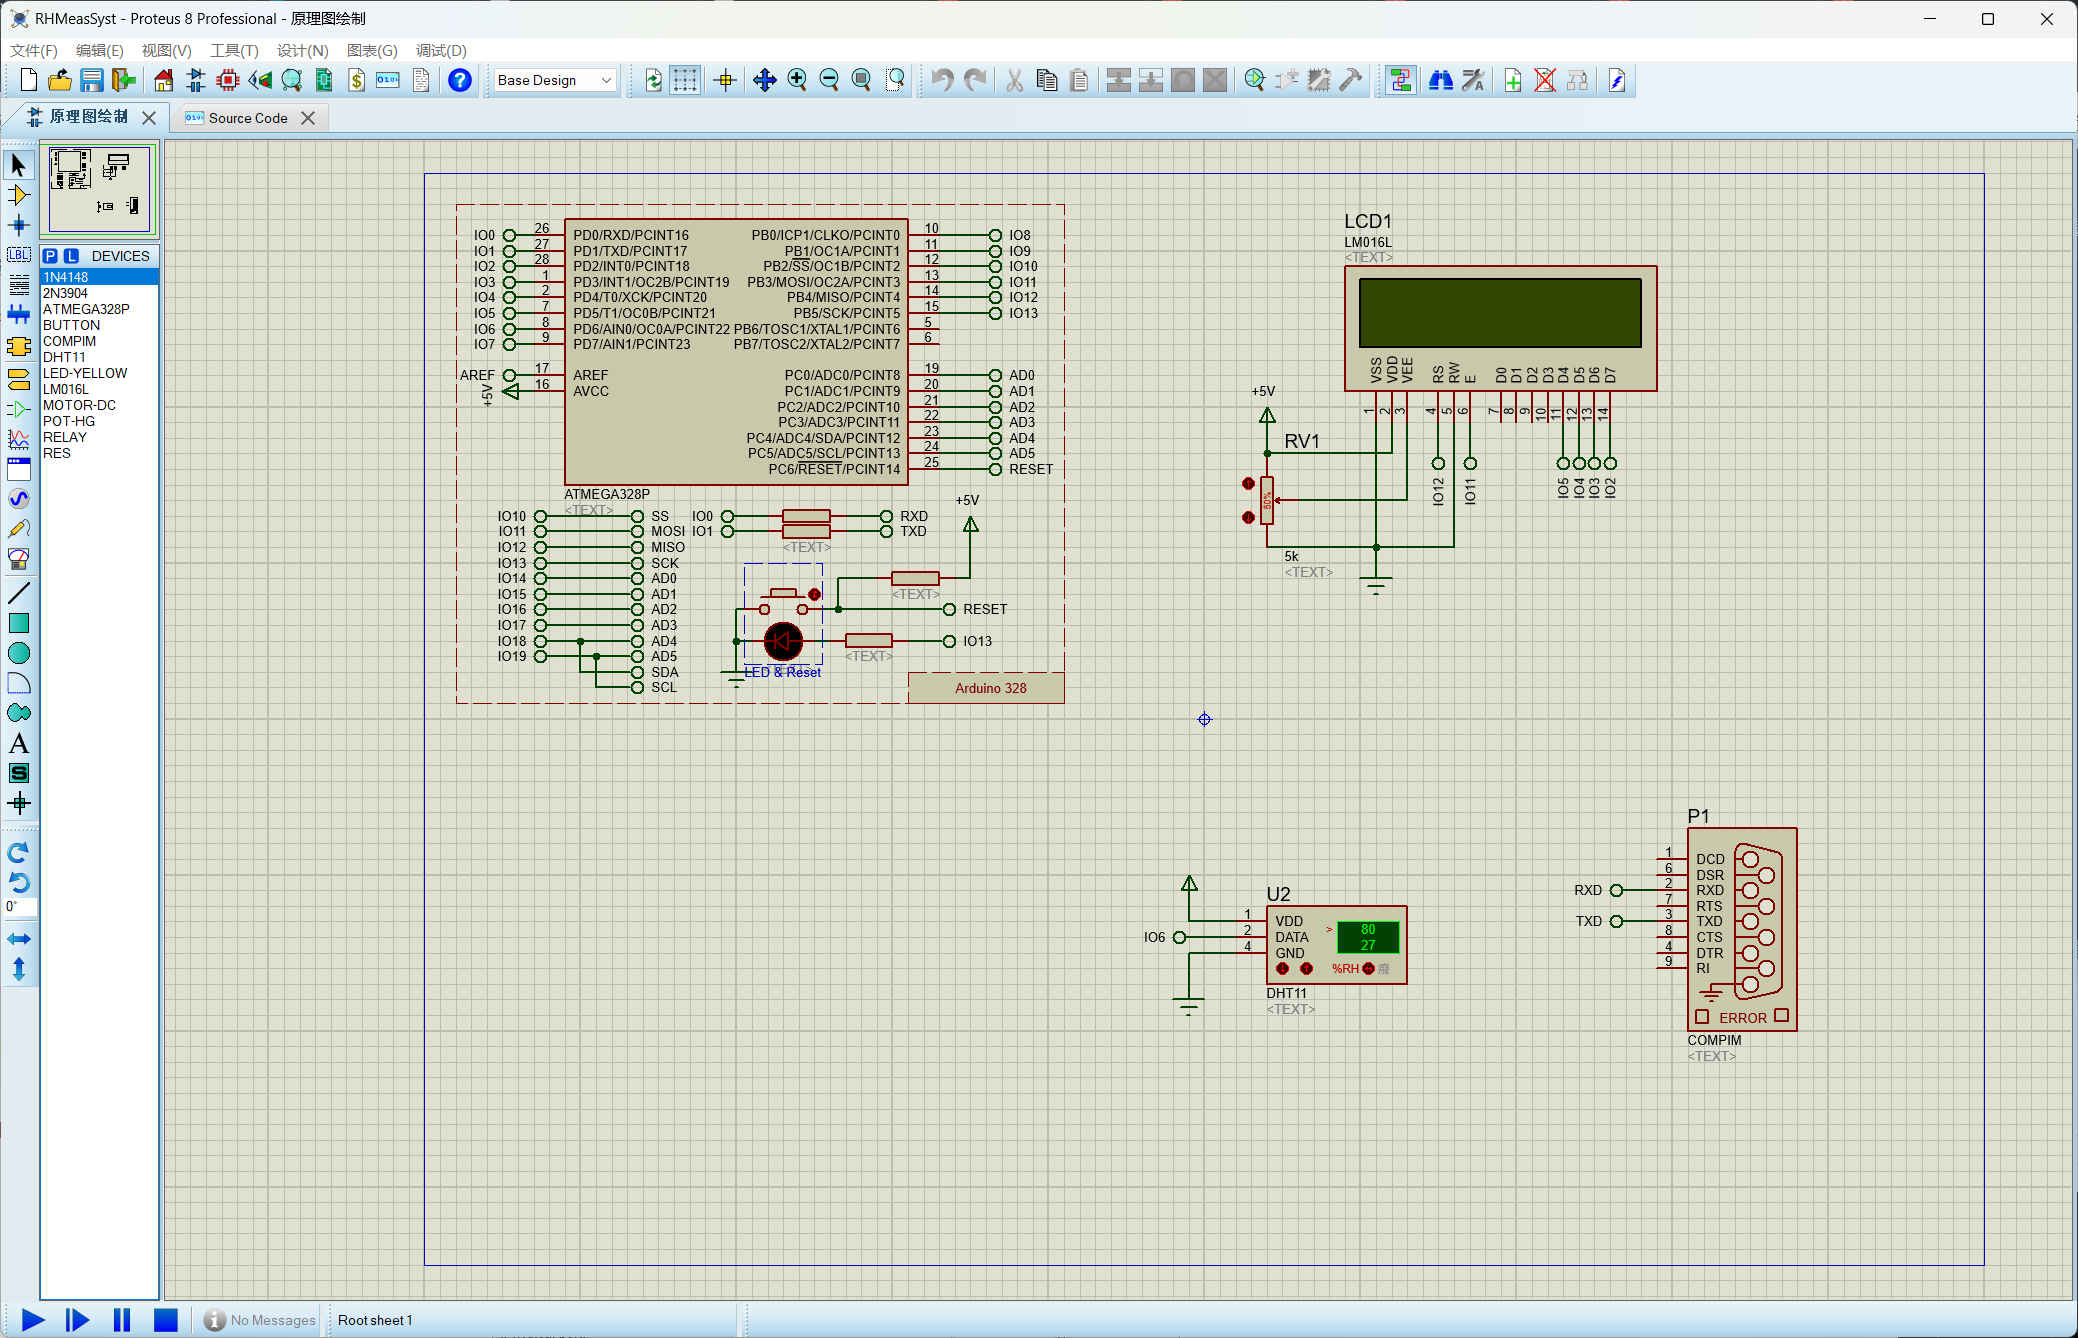 RHMeasSyst - Proteus 8 Professional - 原理图绘制
文件(F) 编辑(E) 视图(V) 工具(T) 设计(N) 图表(G) 调试(D)
Base Design
原理图绘制 Source Code
P L DEVICES
1N4148
2N3904
ATMEGA328P
BUTTON
COMPIM
DHT11
LED-YELLOW
LM016L
MOTOR-DC
POT-HG
RELAY
RES
LBL
A
S
0°
IO0 26 PD0/RXD/PCINT16 PB0/ICP1/CLKO/PCINT0 10 IO8
IO1 27 PD1/TXD/PCINT17 PB1/OC1A/PCINT1 11 IO9
IO2 28 PD2/INT0/PCINT18 PB2/SS/OC1B/PCINT2 12 IO10
IO3 1 PD3/INT1/OC2B/PCINT19 PB3/MOSI/OC2A/PCINT3 13 IO11
IO4 2 PD4/T0/XCK/PCINT20 PB4/MISO/PCINT4 14 IO12
IO5 7 PD5/T1/OC0B/PCINT21 PB5/SCK/PCINT5 15 IO13
IO6 8 PD6/AIN0/OC0A/PCINT22 PB6/TOSC1/XTAL1/PCINT6 5
IO7 9 PD7/AIN1/PCINT23 PB7/TOSC2/XTAL2/PCINT7 6
AREF 17 AREF PC0/ADC0/PCINT8 19 AD0
+5V 16 AVCC PC1/ADC1/PCINT9 20 AD1
PC2/ADC2/PCINT10 21 AD2
PC3/ADC3/PCINT11 22 AD3
PC4/ADC4/SDA/PCINT12 23 AD4
PC5/ADC5/SCL/PCINT13 24 AD5
PC6/RESET/PCINT14 25 RESET
ATMEGA328P
<TEXT>
IO10 SS
IO11 MOSI
IO12 MISO
IO13 SCK
IO14 AD0
IO15 AD1
IO16 AD2
IO17 AD3
IO18 AD4
IO19 AD5
SDA
SCL
IO0 RXD
IO1 TXD
<TEXT>
+5V
<TEXT>
RESET
IO13
<TEXT>
LED & Reset
Arduino 328
LCD1
LM016L
<TEXT>
VSS VDD VEE RS RW E D0 D1 D2 D3 D4 D5 D6 D7
1 2 3 4 5 6 7 8 9 10 11 12 13 14
IO12 IO11 IO5 IO4 IO3 IO2
+5V
RV1
50%
5k
<TEXT>
U2
1 VDD
IO6 2 DATA
4 GND
> 80
27
%RH
DHT11
<TEXT>
P1
1 DCD
6 DSR
RXD 2 RXD
7 RTS
TXD 3 TXD
8 CTS
4 DTR
9 RI
ERROR
COMPIM
<TEXT>
No Messages Root sheet 1